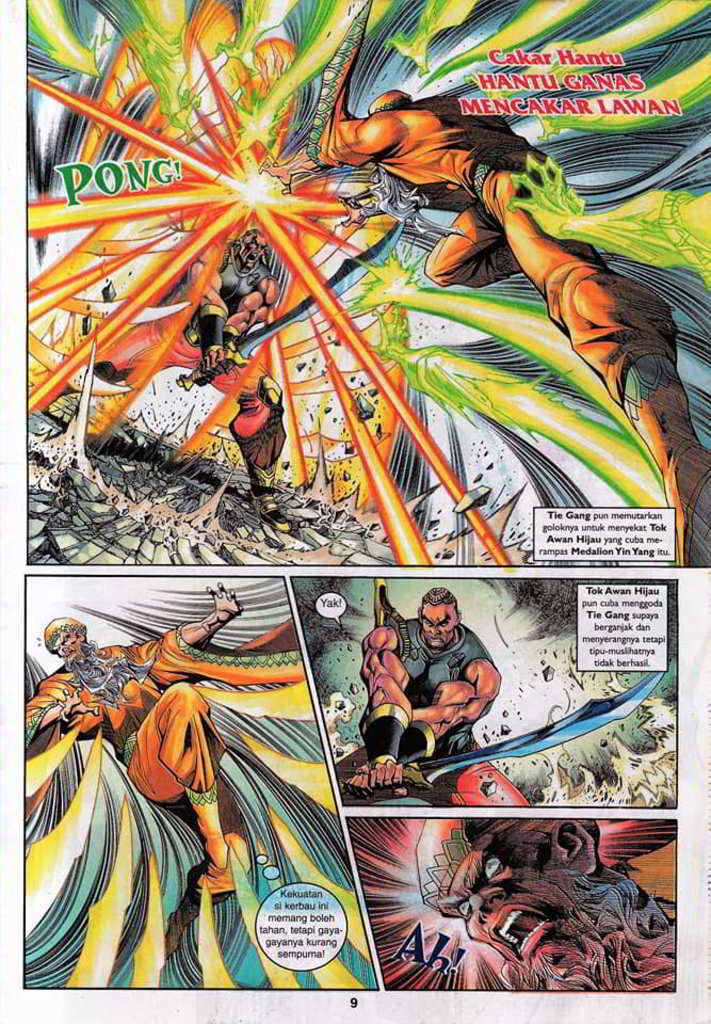 Cakar Hantu
HANTU GANAS
MENCAKAR LAWAN
PONG!
Tie Gang pun memutarkan
goloknya untuk menyekat Tok
Awan Hijau yang cuba me-
rampas Medalion Yin Yang itu.
Yak!
Tok Awan Hijau
pun cuba menggoda
Tie Gang supaya
berganjak dan
menyerangnya tetapi
tipu-muslihatnya
tidak berhasil.
Kekuatan
si kerbau ini
memang boleh
tahan, tetapi gaya-
gayanya kurang
sempurna!
Ah!
9